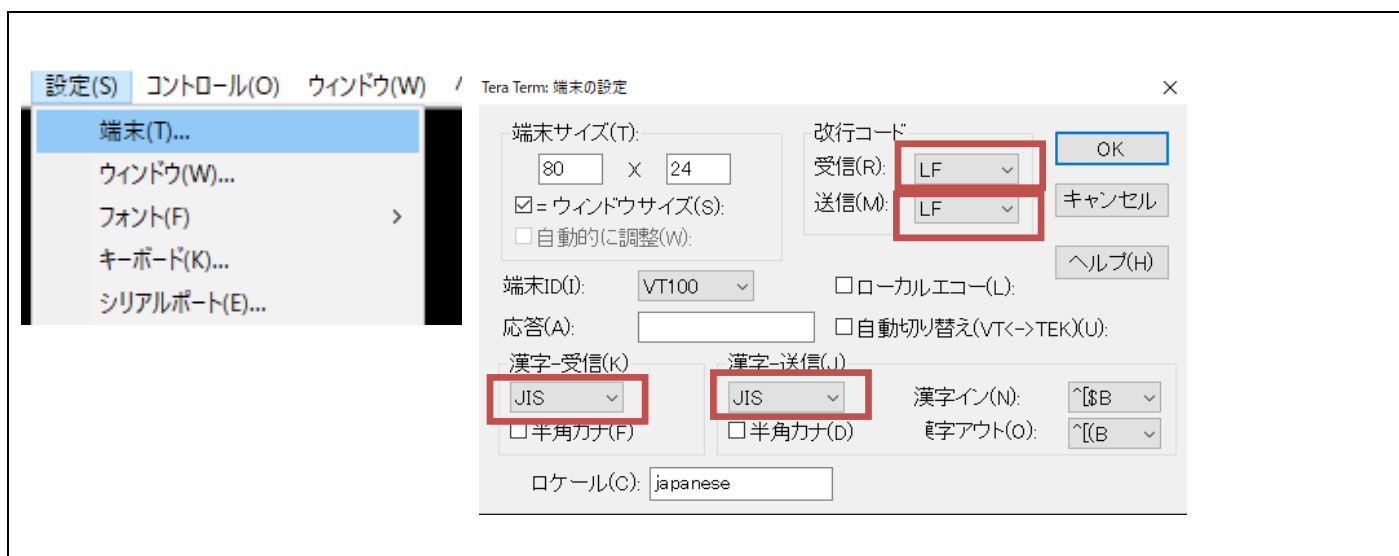 設定(S) コントロール(O) ウィンドウ(W)
端末(T)...
ウィンドウ(W)...
フォント(F) >
キーボード(K)...
シリアルポート(E)...
Tera Term: 端末の設定 ×
端末サイズ(T):
80 X 24
☑= ウィンドウサイズ(S):
□自動的に調整(W):
改行コード
受信(R): LF
送信(M): LF
OK
キャンセル
ヘルプ(H)
端末ID(I): VT100
□ローカルエコー(L):
応答(A):
□自動切り替え(VT<->TEK)(U):
漢字-受信(K)
JIS
□半角カナ(F)
漢字-送信(J)
JIS
□半角カナ(D)
漢字イン(N): ^[$B
字アウト(O): ^[(B
ロケール(C): japanese